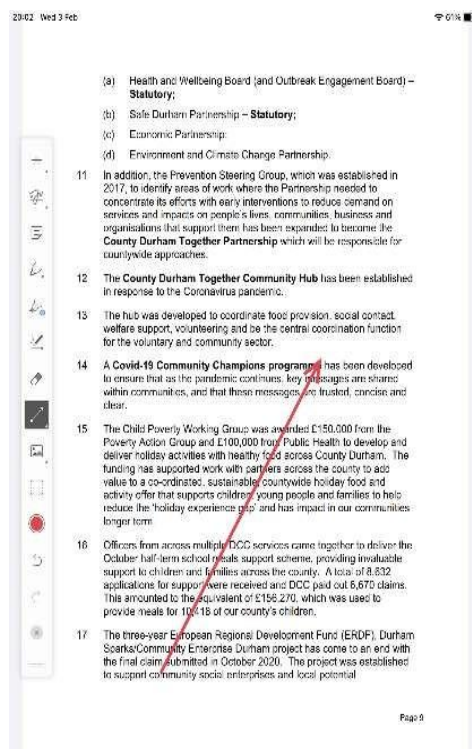 20:02 Wed 3 Feb
61%
(a) Health and Wellbeing Board (and Outbreak Engagement Board) –
Statutory;
(b) Safe Durham Partnership – Statutory;
(c) Economic Partnership;
(d) Environment and Climate Change Partnership.
11 In addition, the Prevention Steering Group, which was established in
2017, to identify areas of work where the Partnership needed to
concentrate its efforts with early interventions to reduce demand on
services and impacts on people's lives, communities, business and
organisations that support them has been expanded to become the
County Durham Together Partnership which will be responsible for
countywide approaches.
12 The County Durham Together Community Hub has been established
in response to the Coronavirus pandemic.
13 The hub was developed to coordinate food provision, social contact,
welfare support, volunteering and be the central coordination function
for the voluntary and community sector.
14 A Covid-19 Community Champions programme has been developed
to ensure that as the pandemic continues, key messages are shared
within communities, and that these messages are trusted, concise and
clear.
15 The Child Poverty Working Group was awarded £150,000 from the
Poverty Action Group and £100,000 from Public Health to develop and
deliver holiday activities with healthy food across County Durham. The
funding has supported work with partners across the county to add
value to a co-ordinated, sustainable, countywide holiday food and
activity offer that supports children, young people and families to help
reduce the 'holiday experience gap' and has impact in our communities
longer term
16 Officers from across multiple DCC services came together to deliver the
October half-term school meals support scheme, providing invaluable
support to children and families across the county. A total of 8,632
applications for support were received and DCC paid out 6,670 claims.
This amounted to the equivalent of £156,270, which was used to
provide meals for 10,418 of our county's children.
17 The three-year European Regional Development Fund (ERDF), Durham
Sparks/Community Enterprise Durham project has come to an end with
the final claim submitted in October 2020. The project was established
to support community social enterprises and local potential
Page 9